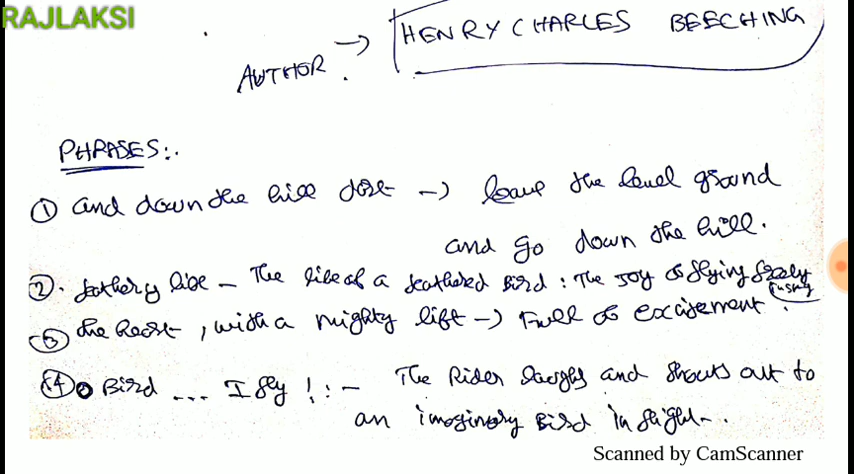 RAJLAKSI
HENRY CHARLES BEECHING
AUTHOR. →
PHRASES:.
① and down the hill → leave the level ground
and go down the hill.
②. feathery life - The life of a feathered Bird: The Joy of flying freely
③ the heart, with a mighty lift → Full of excitement.
④ O Bird ... I fly! :- The Rider laughs and shouts out to
an imaginary Bird in flight.
Scanned by CamScanner